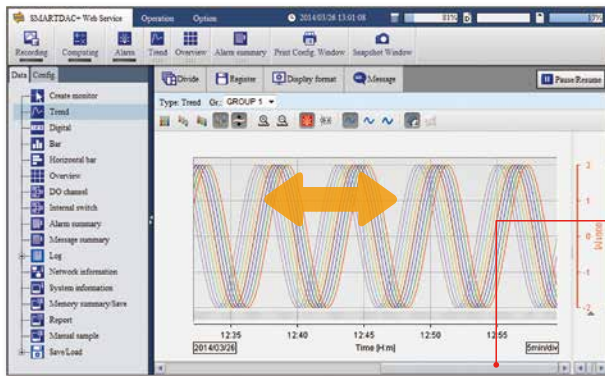 SMARTDAC+ Web Service Operation Option 2014/03/26 13:01:08 81%
Recording Computing Alarm Trend Overview Alarm summary Print Config. Window Snapshot Window
Data Config.
Divide Register Display format Message Pause/Resume
Type: Trend Gr.: GROUP 1
Create monitor
Trend
Digital
Bar
Horizontal bar
Overview
DO channel
Internal switch
Alarm summary
Message summary
Log
Network information
System information
Memory summary/Save
Report
Manual sample
Save/Load
2
1
0
-1
-2
12:35 12:40 12:45 12:50 12:55
2014/03/26 Time [H:m] 5min/div